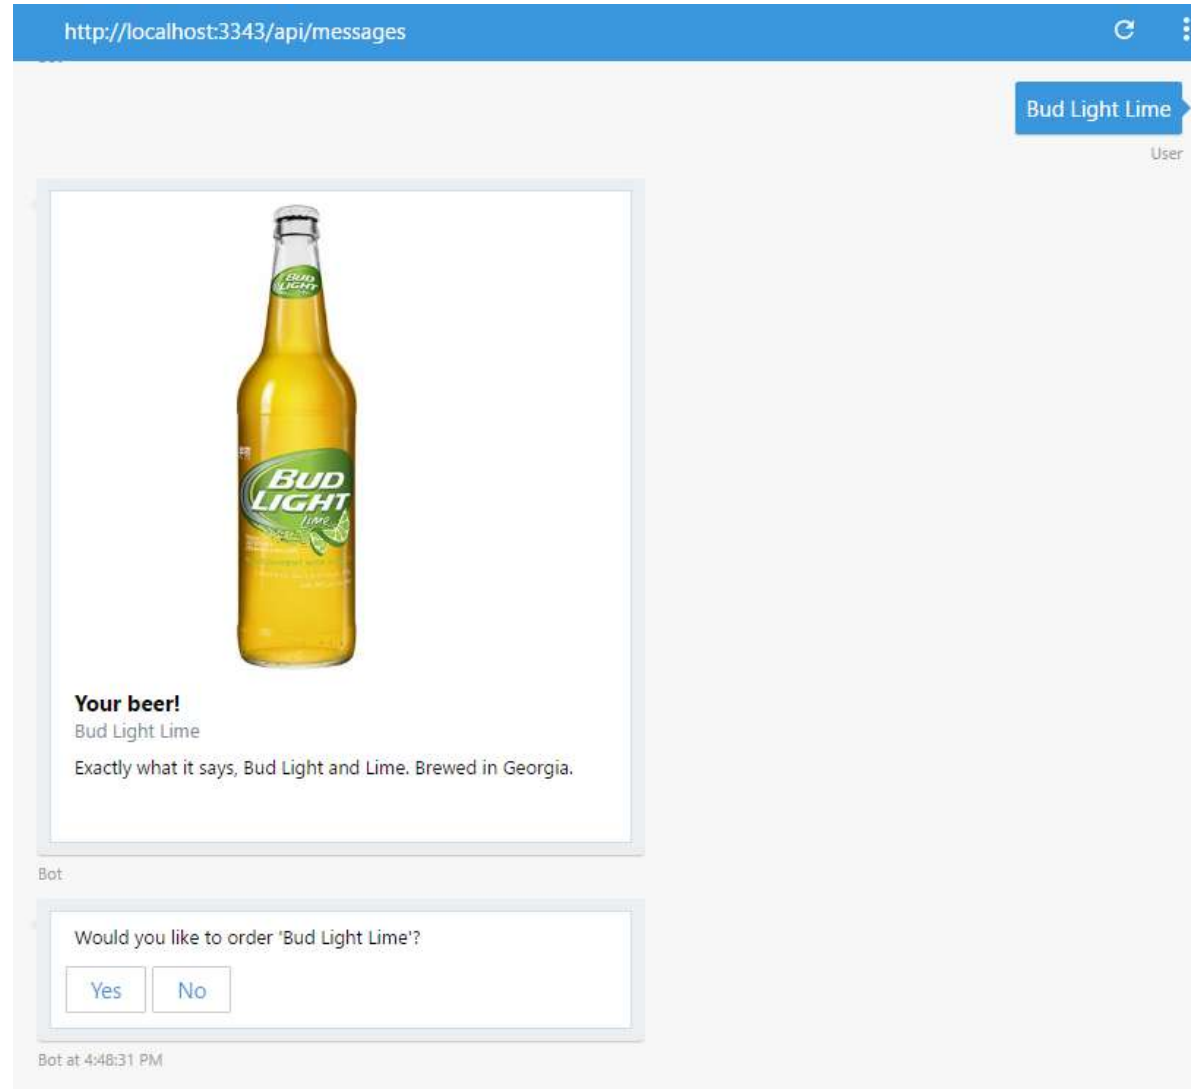 http://localhost:3343/api/messages
Bud Light Lime
User
BUD
LIGHT
BUD
LIGHT
Lime
Your beer!
Bud Light Lime
Exactly what it says, Bud Light and Lime. Brewed in Georgia.
Bot
Would you like to order 'Bud Light Lime'?
Yes
No
Bot at 4:48:31 PM